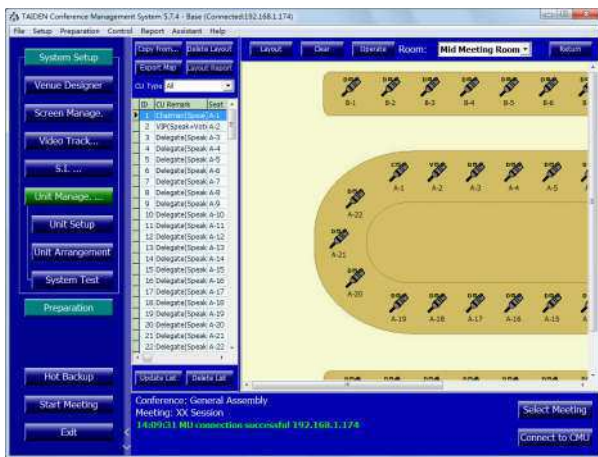 TAIDEN Conference Management System 5.7.4 - Base (Connected:192.168.1.174)
File Setup Preparation Control Report Assistant Help
System Setup
Venue Designer
Screen Manage.
Video Track...
S.I. ...
Unit Manage. ...
Unit Setup
Unit Arrangement
System Test
Preparation
Hot Backup
Start Meeting
Exit
Copy From... Delete Layout
Export Map Layout Report
CU Type All
ID CU Remark Seat
1 Chairman(Speak A-1
2 VIP(Speak+Vote A-2
3 Delegate(Speak A-3
4 Delegate(Speak A-4
5 Delegate(Speak A-5
6 Delegate(Speak A-6
7 Delegate(Speak A-7
8 Delegate(Speak A-8
9 Delegate(Speak A-9
10 Delegate(Speak A-10
11 Delegate(Speak A-11
12 Delegate(Speak A-12
13 Delegate(Speak A-13
14 Delegate(Speak A-14
15 Delegate(Speak A-15
16 Delegate(Speak A-16
17 Delegate(Speak A-17
18 Delegate(Speak A-18
19 Delegate(Speak A-19
20 Delegate(Speak A-20
21 Delegate(Speak A-21
22 Delegate(Speak A-22
Update List Delete List
Layout Clear Operate Room: Mid Meeting Room Return
B-1 B-2 B-3 B-4 B-5 B-6
A-1 A-2 A-3 A-4 A-5
A-22
A-21
A-20
A-19 A-18 A-17 A-16 A-15
Conference: General Assembly
Meeting: XX Session
14:09:31 MU connection successful 192.168.1.174
Select Meeting
Connect to CMU